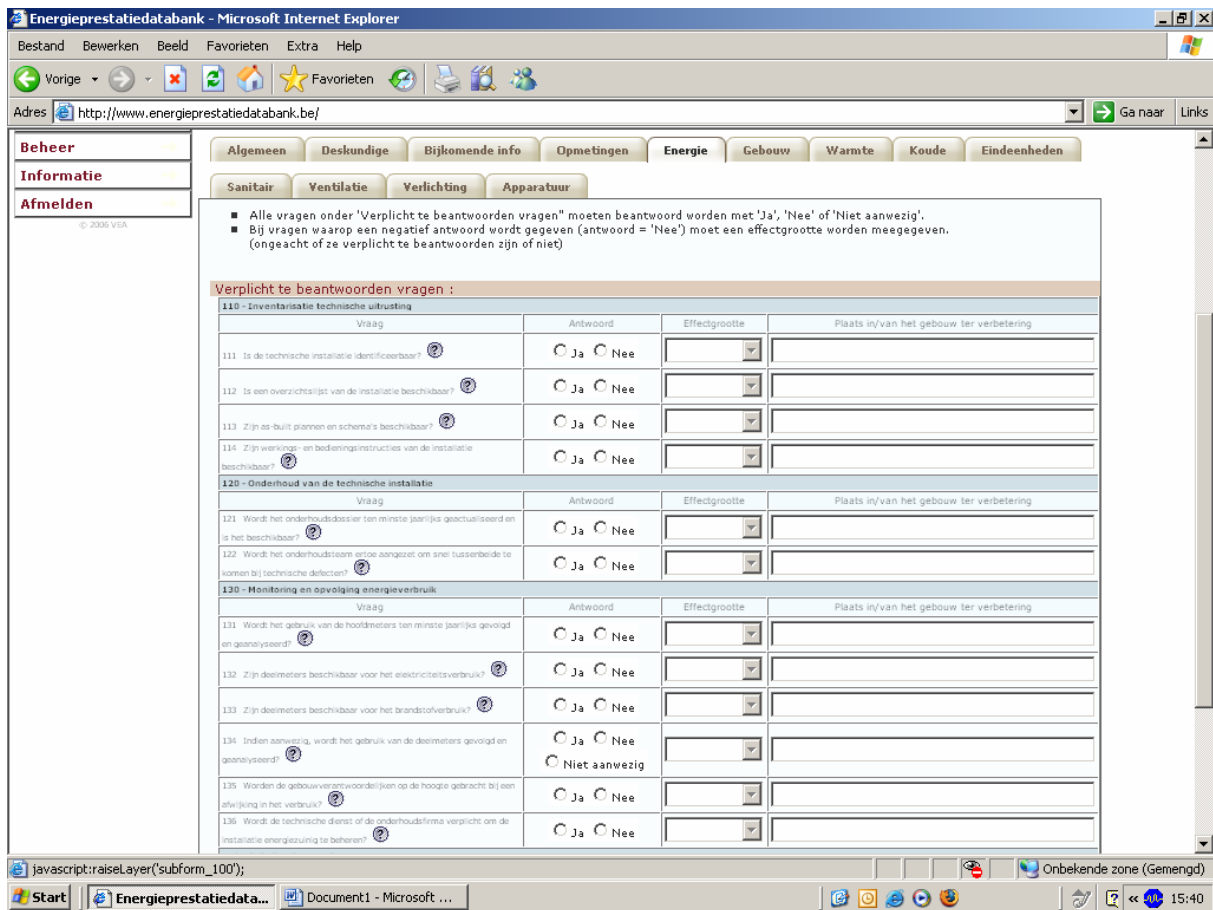 Energieprestatiedatabank - Microsoft Internet Explorer
Bestand Bewerken Beeld Favorieten Extra Help
Vorige Favorieten
Adres http://www.energieprestatiedatabank.be/ Ga naar Links
Beheer
Informatie
Afmelden
© 2006 VEA
Algemeen Deskundige Bijkomende info Opmetingen Energie Gebouw Warmte Koude Eindeenheden
Sanitair Ventilatie Verlichting Apparatuur
Alle vragen onder 'Verplicht te beantwoorden vragen" moeten beantwoord worden met 'Ja', 'Nee' of 'Niet aanwezig'.
Bij vragen waarop een negatief antwoord wordt gegeven (antwoord = 'Nee') moet een effectgrootte worden meegegeven.
(ongeacht of ze verplicht te beantwoorden zijn of niet)
Verplicht te beantwoorden vragen :
110 - Inventarisatie technische uitrusting
Vraag Antwoord Effectgrootte Plaats in/van het gebouw ter verbetering
111 Is de technische installatie identificeerbaar? ? Ja Nee
112 Is een overzichtslijst van de installatie beschikbaar? ? Ja Nee
113 Zijn as-built plannen en schema's beschikbaar? ? Ja Nee
114 Zijn werkings- en bedieningsinstructies van de installatie
beschikbaar? ? Ja Nee
120 - Onderhoud van de technische installatie
Vraag Antwoord Effectgrootte Plaats in/van het gebouw ter verbetering
121 Wordt het onderhoudsdossier ten minste jaarlijks geactualiseerd en
is het beschikbaar? ? Ja Nee
122 Wordt het onderhoudsteam ertoe aangezet om snel tussenbeide te
komen bij technische defecten? ? Ja Nee
130 - Monitoring en opvolging energieverbruik
Vraag Antwoord Effectgrootte Plaats in/van het gebouw ter verbetering
131 Wordt het gebruik van de hoofdmeters ten minste jaarlijks gevolgd
en geanalyseerd? ? Ja Nee
132 Zijn deelmeters beschikbaar voor het elektriciteitsverbruik? ? Ja Nee
133 Zijn deelmeters beschikbaar voor het brandstofverbruik? ? Ja Nee
134 Indien aanwezig, wordt het gebruik van de deelmeters gevolgd en
geanalyseerd? ? Ja Nee
Niet aanwezig
135 Worden de gebouwverantwoordelijken op de hoogte gebracht bij een
afwijking in het verbruik? ? Ja Nee
136 Wordt de technische dienst of de onderhoudsfirma verplicht om de
installatie energiezuinig te beheren? ? Ja Nee
javascript:raiseLayer('subform_100'); Onbekende zone (Gemengd)
Start Energieprestatiedata... Document1 - Microsoft ... 15:40